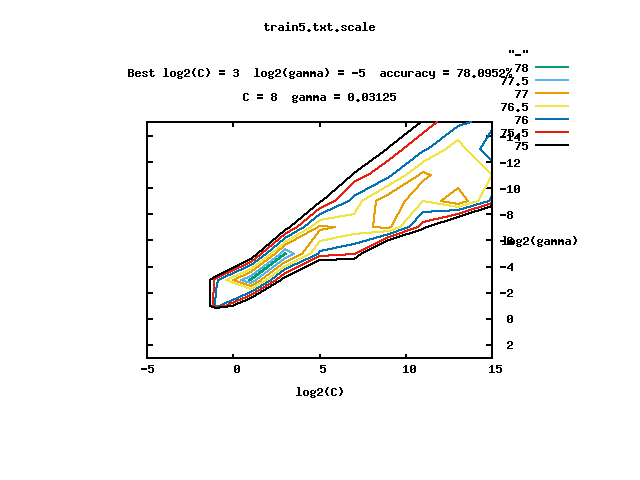 train5.txt.scale
"-"
Best log2(C) = 3  log2(gamma) = -5  accuracy = 78.0952%
78
77.5
C = 8  gamma = 0.03125
77
76.5
76
75.5
-14
75
-12
-10
-8
-6
log2(gamma)
-4
-2
0
2
-5 0 5 10 15
log2(C)